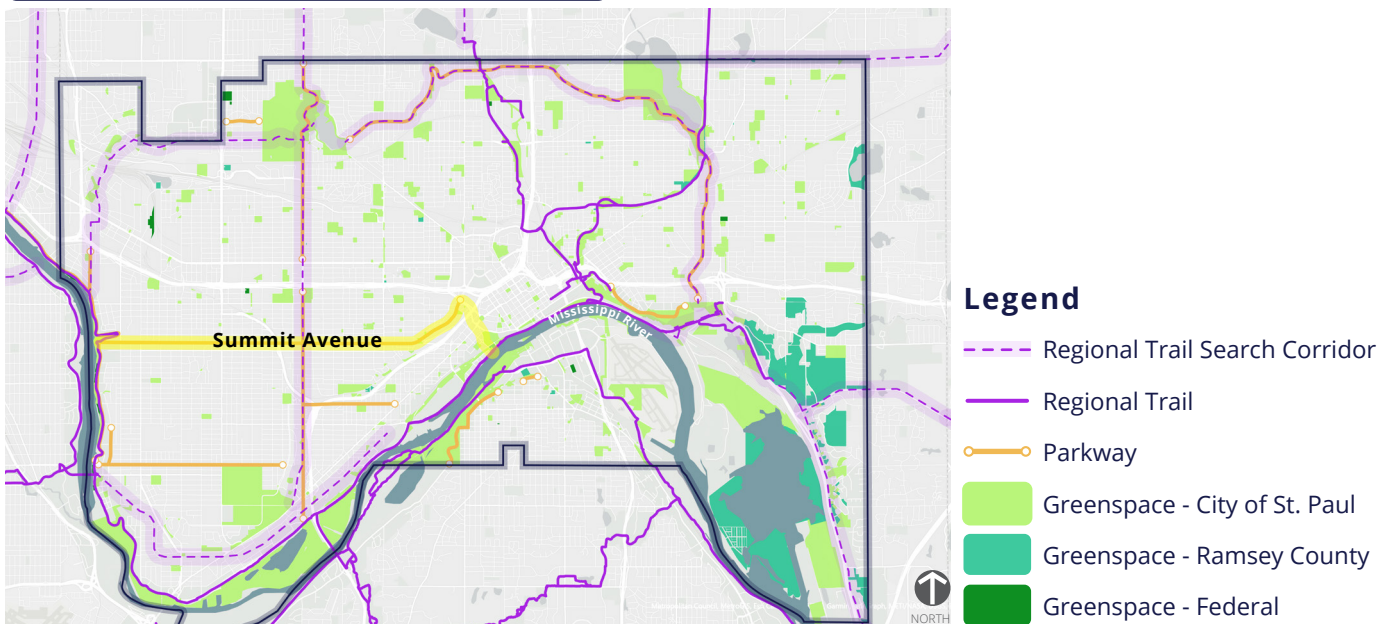 Summit Avenue
Mississippi River
NORTH
Legend
Regional Trail Search Corridor
Regional Trail
Parkway
Greenspace - City of St. Paul
Greenspace - Ramsey County
Greenspace - Federal